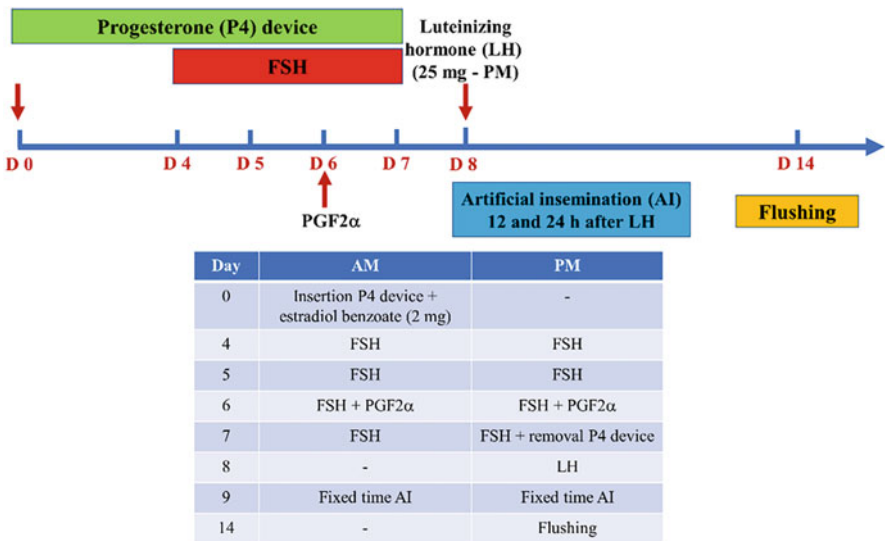 Progesterone (P4) device
Luteinizing
hormone (LH)
(25 mg - PM)
FSH
D 0
D 4
D 5
D 6
D 7
D 8
D 14
PGF2α
Artificial insemination (AI)
12 and 24 h after LH
Flushing
Day AM PM
0 Insertion P4 device + -
estradiol benzoate (2 mg)
4 FSH FSH
5 FSH FSH
6 FSH + PGF2α FSH + PGF2α
7 FSH FSH + removal P4 device
8 - LH
9 Fixed time AI Fixed time AI
14 - Flushing